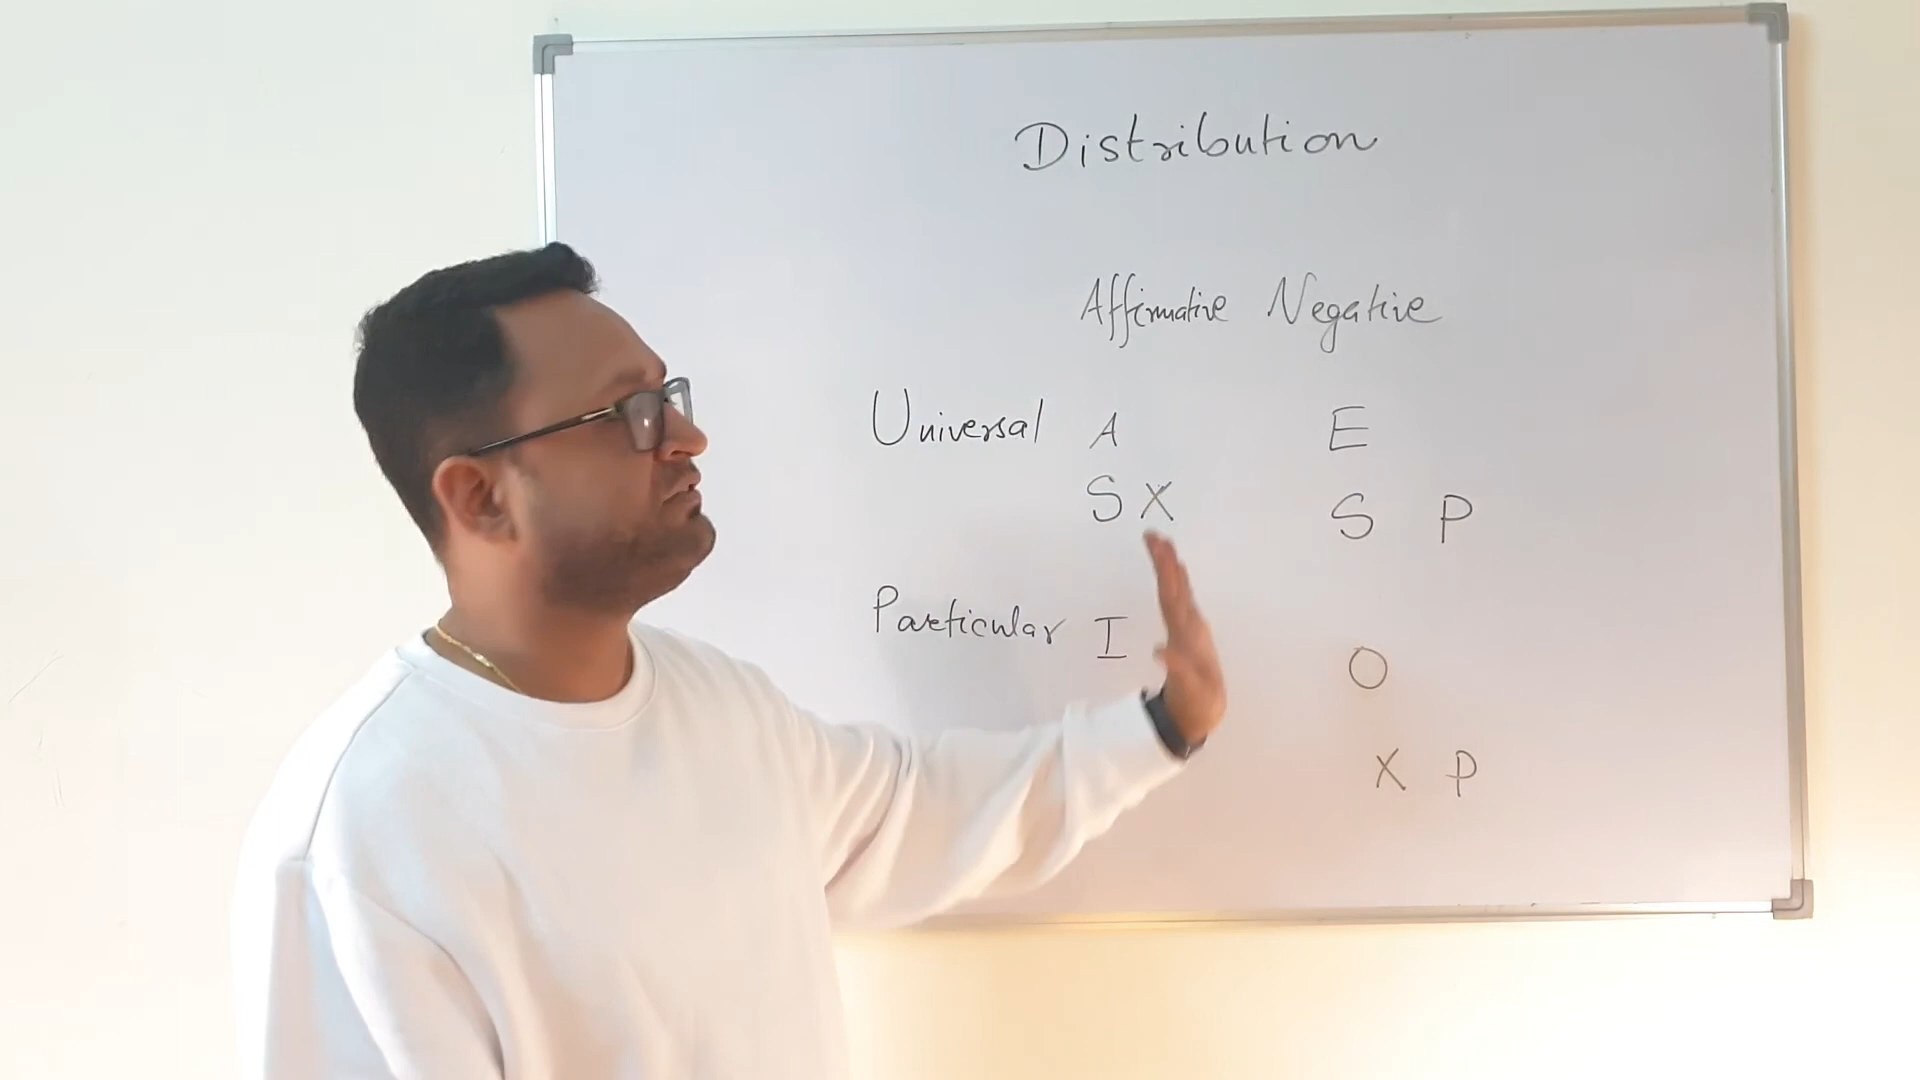 Distribution
Affirmative Negative
Universal A E
S X S P
Particular I O
X P